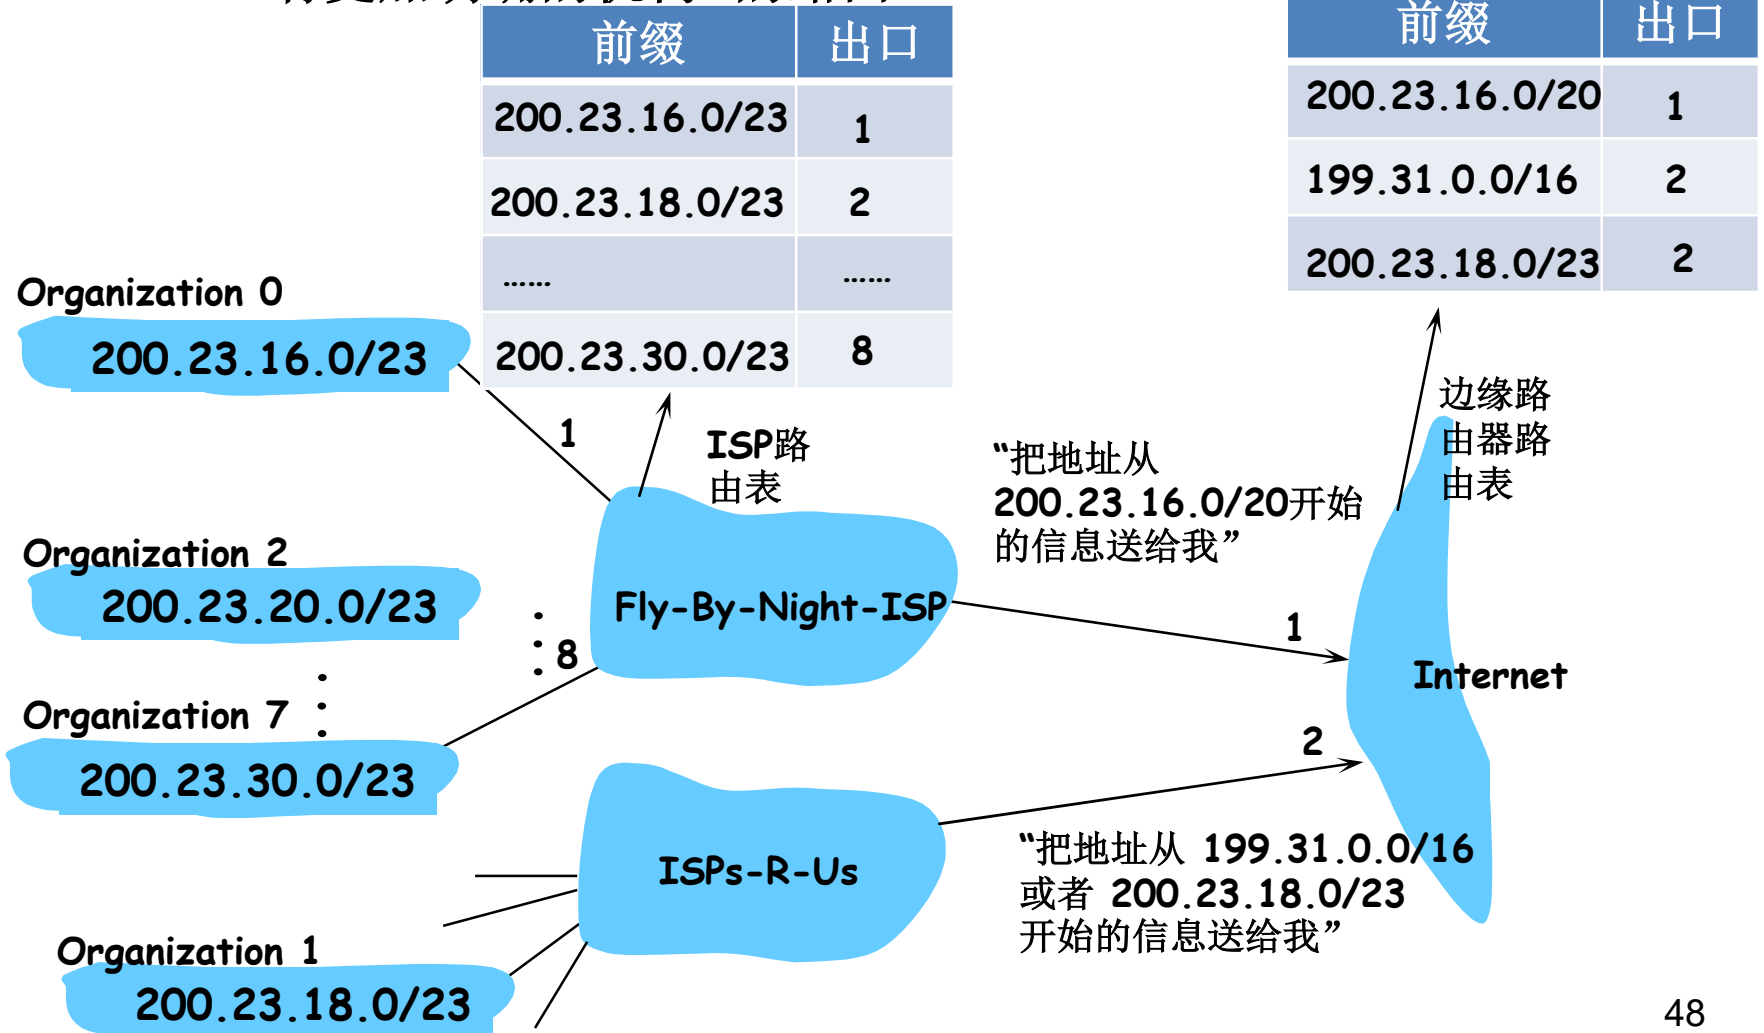 前缀 出口
200.23.16.0/23 1
200.23.18.0/23 2
…… ……
200.23.30.0/23 8
前缀 出口
200.23.16.0/20 1
199.31.0.0/16 2
200.23.18.0/23 2
Organization 0
200.23.16.0/23
1
ISP路
由表
边缘路
由器路
由表
“把地址从
200.23.16.0/20开始
的信息送给我”
Organization 2
200.23.20.0/23
Fly-By-Night-ISP
8
1
Internet
Organization 7
200.23.30.0/23
2
ISPs-R-Us
“把地址从 199.31.0.0/16
或者 200.23.18.0/23
开始的信息送给我”
Organization 1
200.23.18.0/23
48